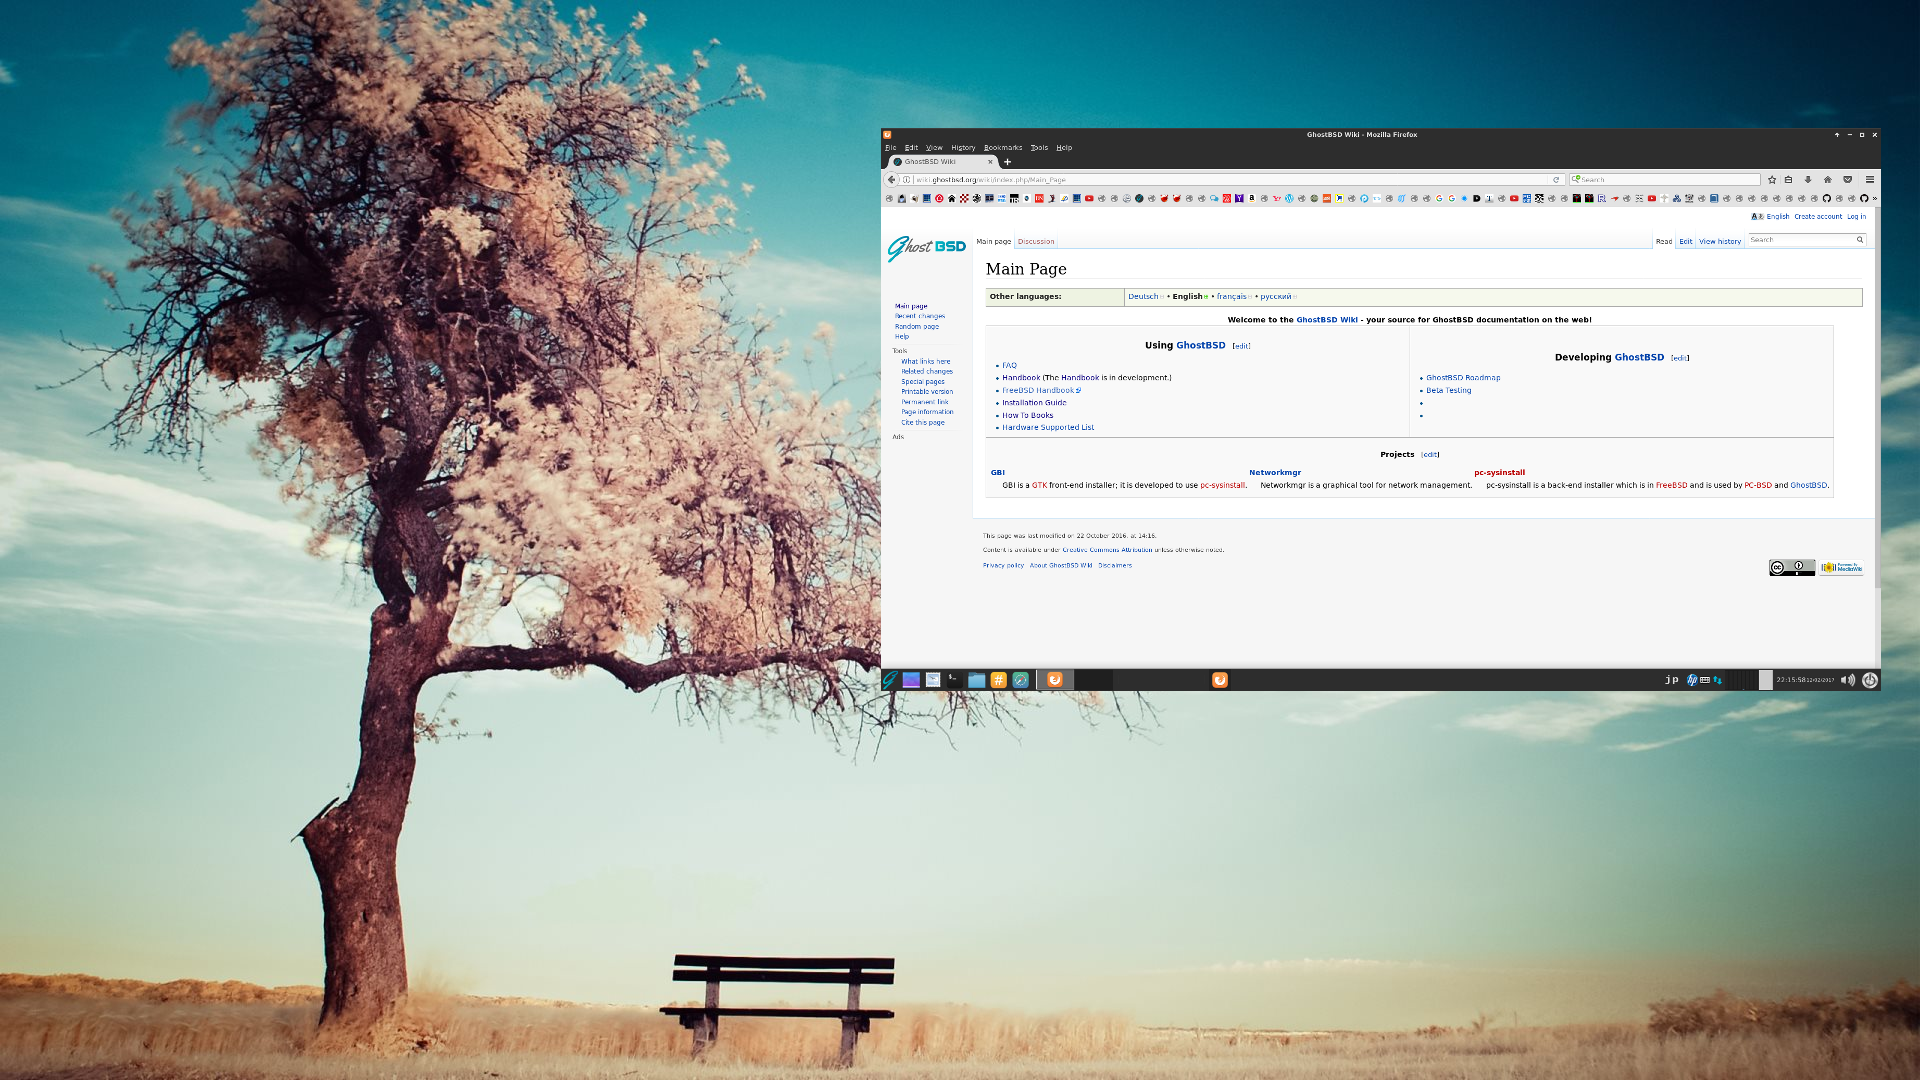 GhostBSD Wiki - Mozilla Firefox
File Edit View History Bookmarks Tools Help
GhostBSD Wiki
wiki.ghostbsd.org/wiki/index.php/Main_Page
Search
English Create account Log in
Ghost BSD
Main page Discussion
Read Edit View history
Search
Main Page
Other languages:
Deutsch • English • français • русский
Welcome to the GhostBSD Wiki - your source for GhostBSD documentation on the web!
Using GhostBSD [edit]
FAQ
Handbook (The Handbook is in development.)
FreeBSD Handbook
Installation Guide
How To Books
Hardware Supported List
Developing GhostBSD [edit]
GhostBSD Roadmap
Beta Testing
Projects [edit]
GBI
GBI is a GTK front-end installer; it is developed to use pc-sysinstall.
Networkmgr
Networkmgr is a graphical tool for network management.
pc-sysinstall
pc-sysinstall is a back-end installer which is in FreeBSD and is used by PC-BSD and GhostBSD.
Main page
Recent changes
Random page
Help
Tools
What links here
Related changes
Special pages
Printable version
Permanent link
Page information
Cite this page
Ads
This page was last modified on 22 October 2016, at 14:16.
Content is available under Creative Commons Attribution unless otherwise noted.
Privacy policy About GhostBSD Wiki Disclaimers
MediaWiki
jp
22:15:58 12/02/2017